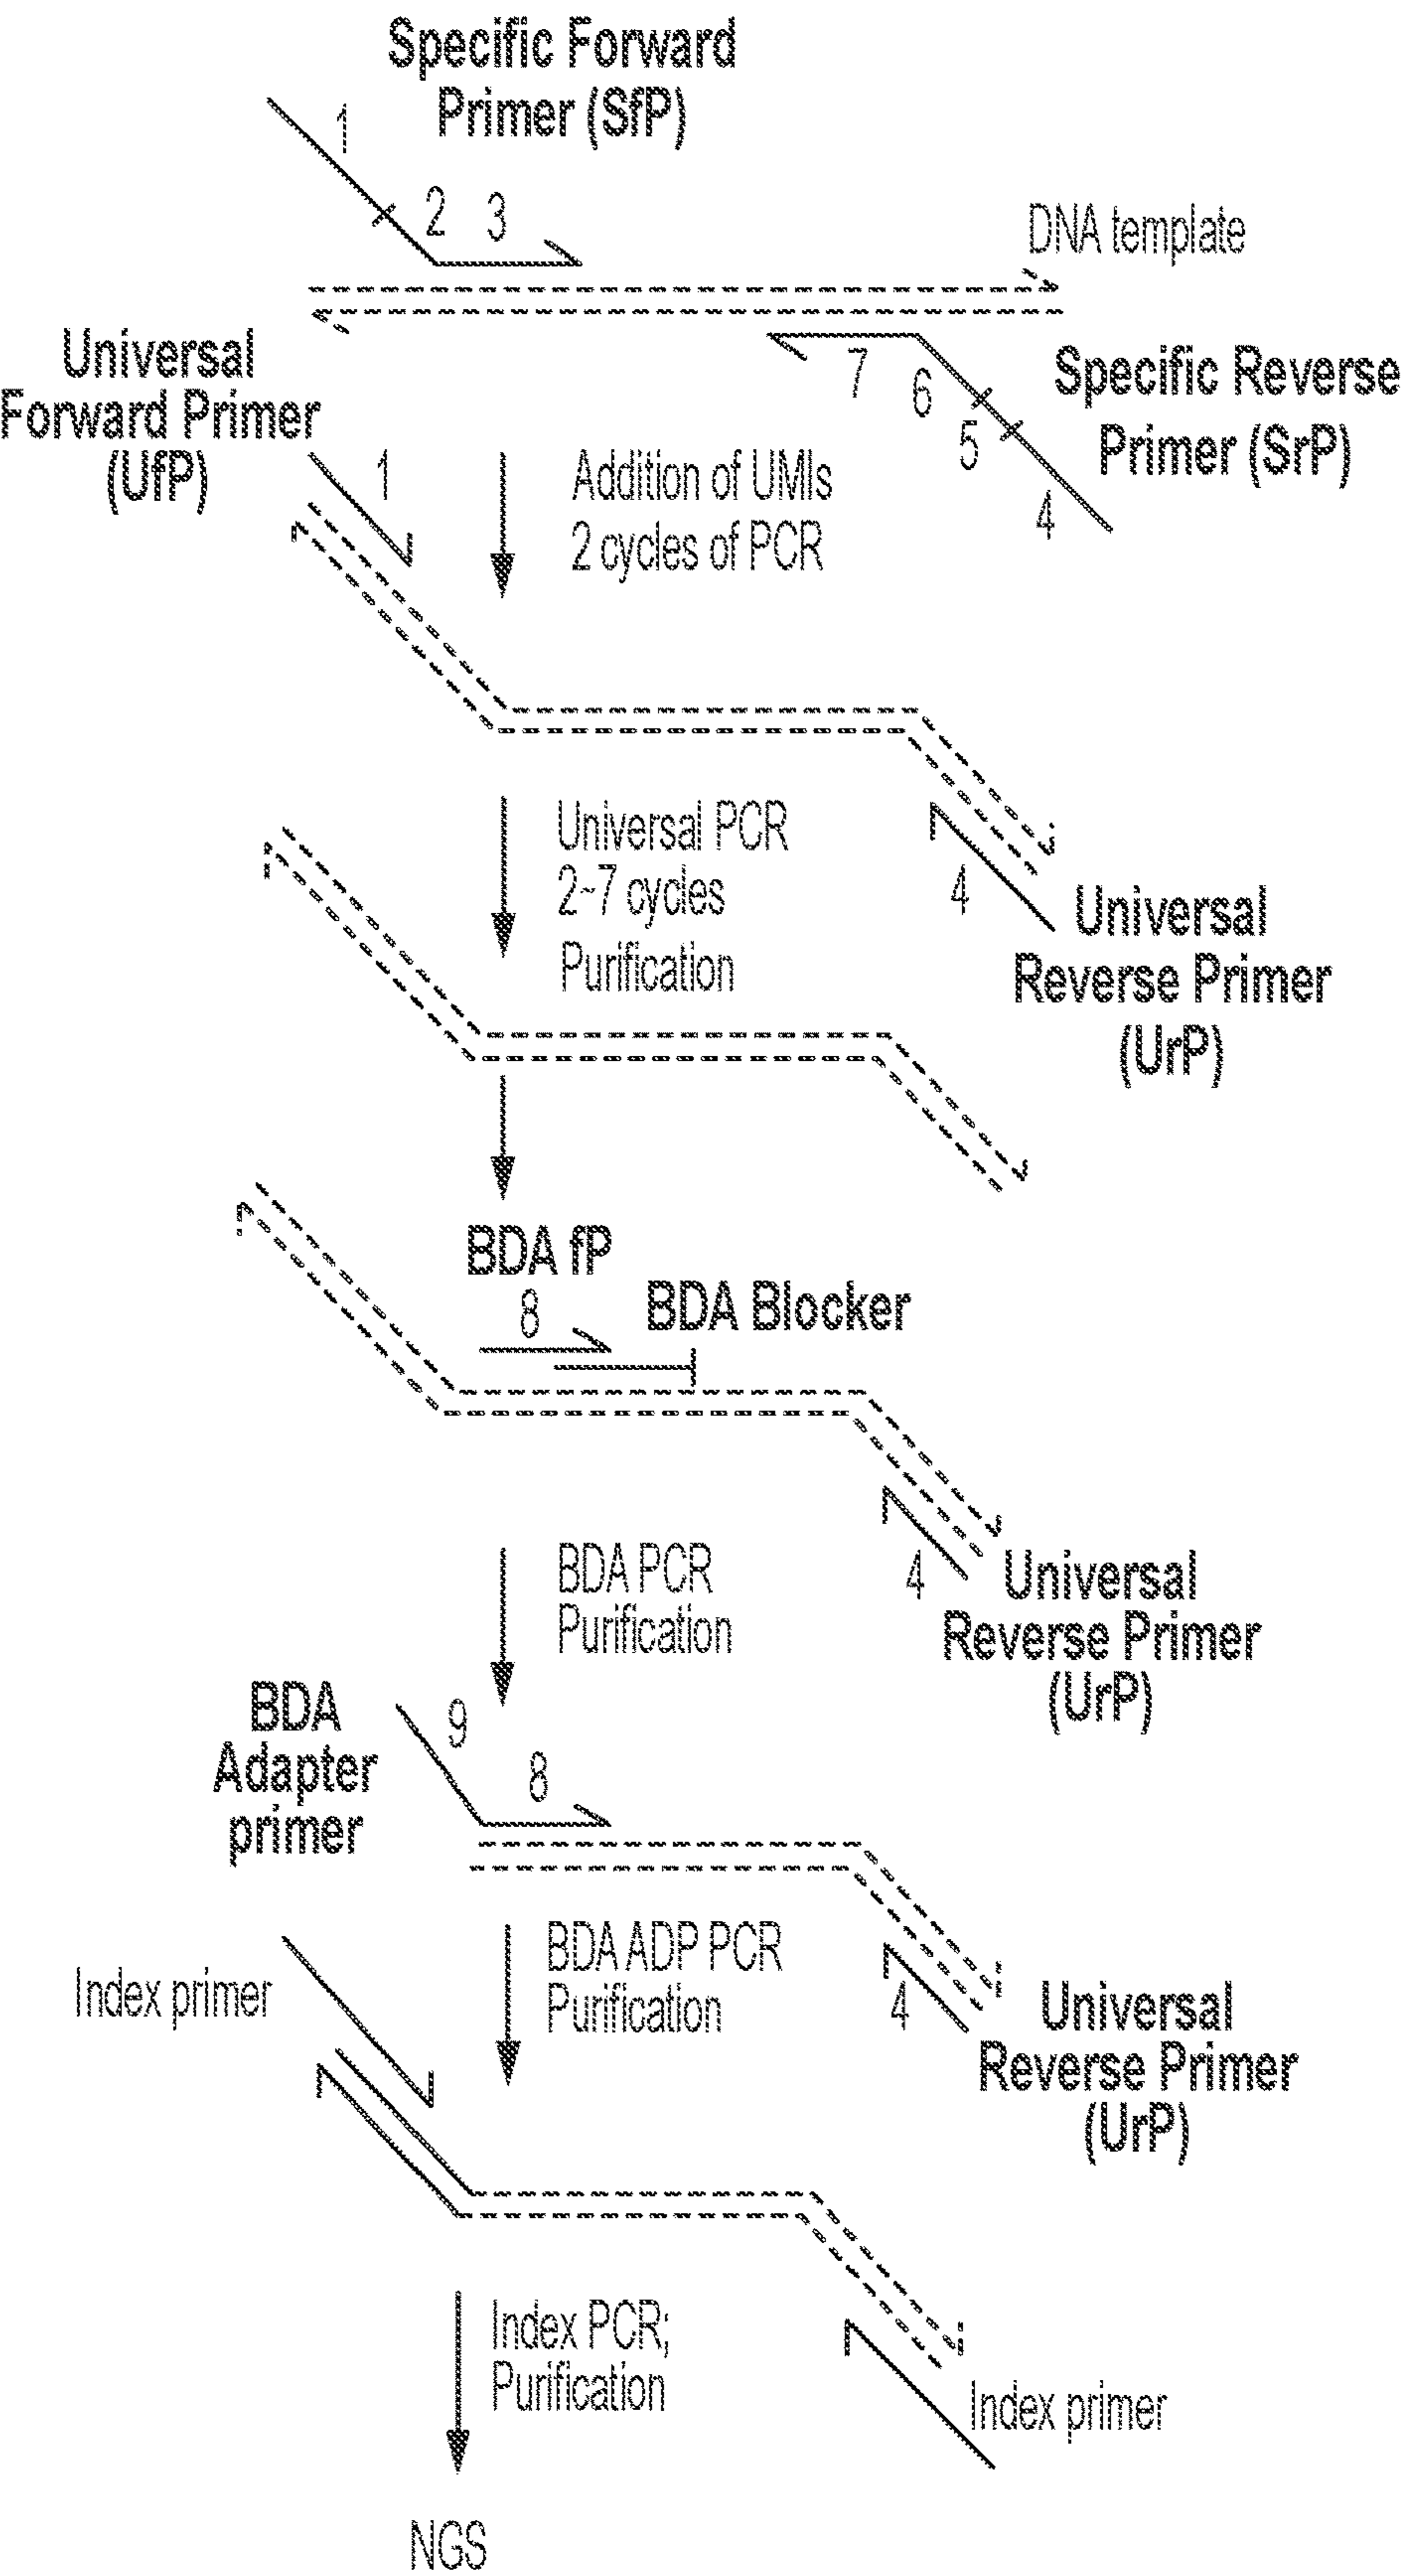 Specific Forward
Primer (SfP)
1
2
3
DNA template
Universal
Forward Primer
(UfP)
7
6
5
4
Specific Reverse
Primer (SrP)
1
Addition of UMIs
2 cycles of PCR
Universal PCR
2~7 cycles
Purification
4
Universal
Reverse Primer
(UrP)
BDA fP
8
BDA Blocker
BDA PCR
Purification
4
Universal
Reverse Primer
(UrP)
BDA
Adapter
primer
9
8
Index primer
BDA ADP PCR
Purification
4
Universal
Reverse Primer
(UrP)
Index PCR;
Purification
Index primer
NGS